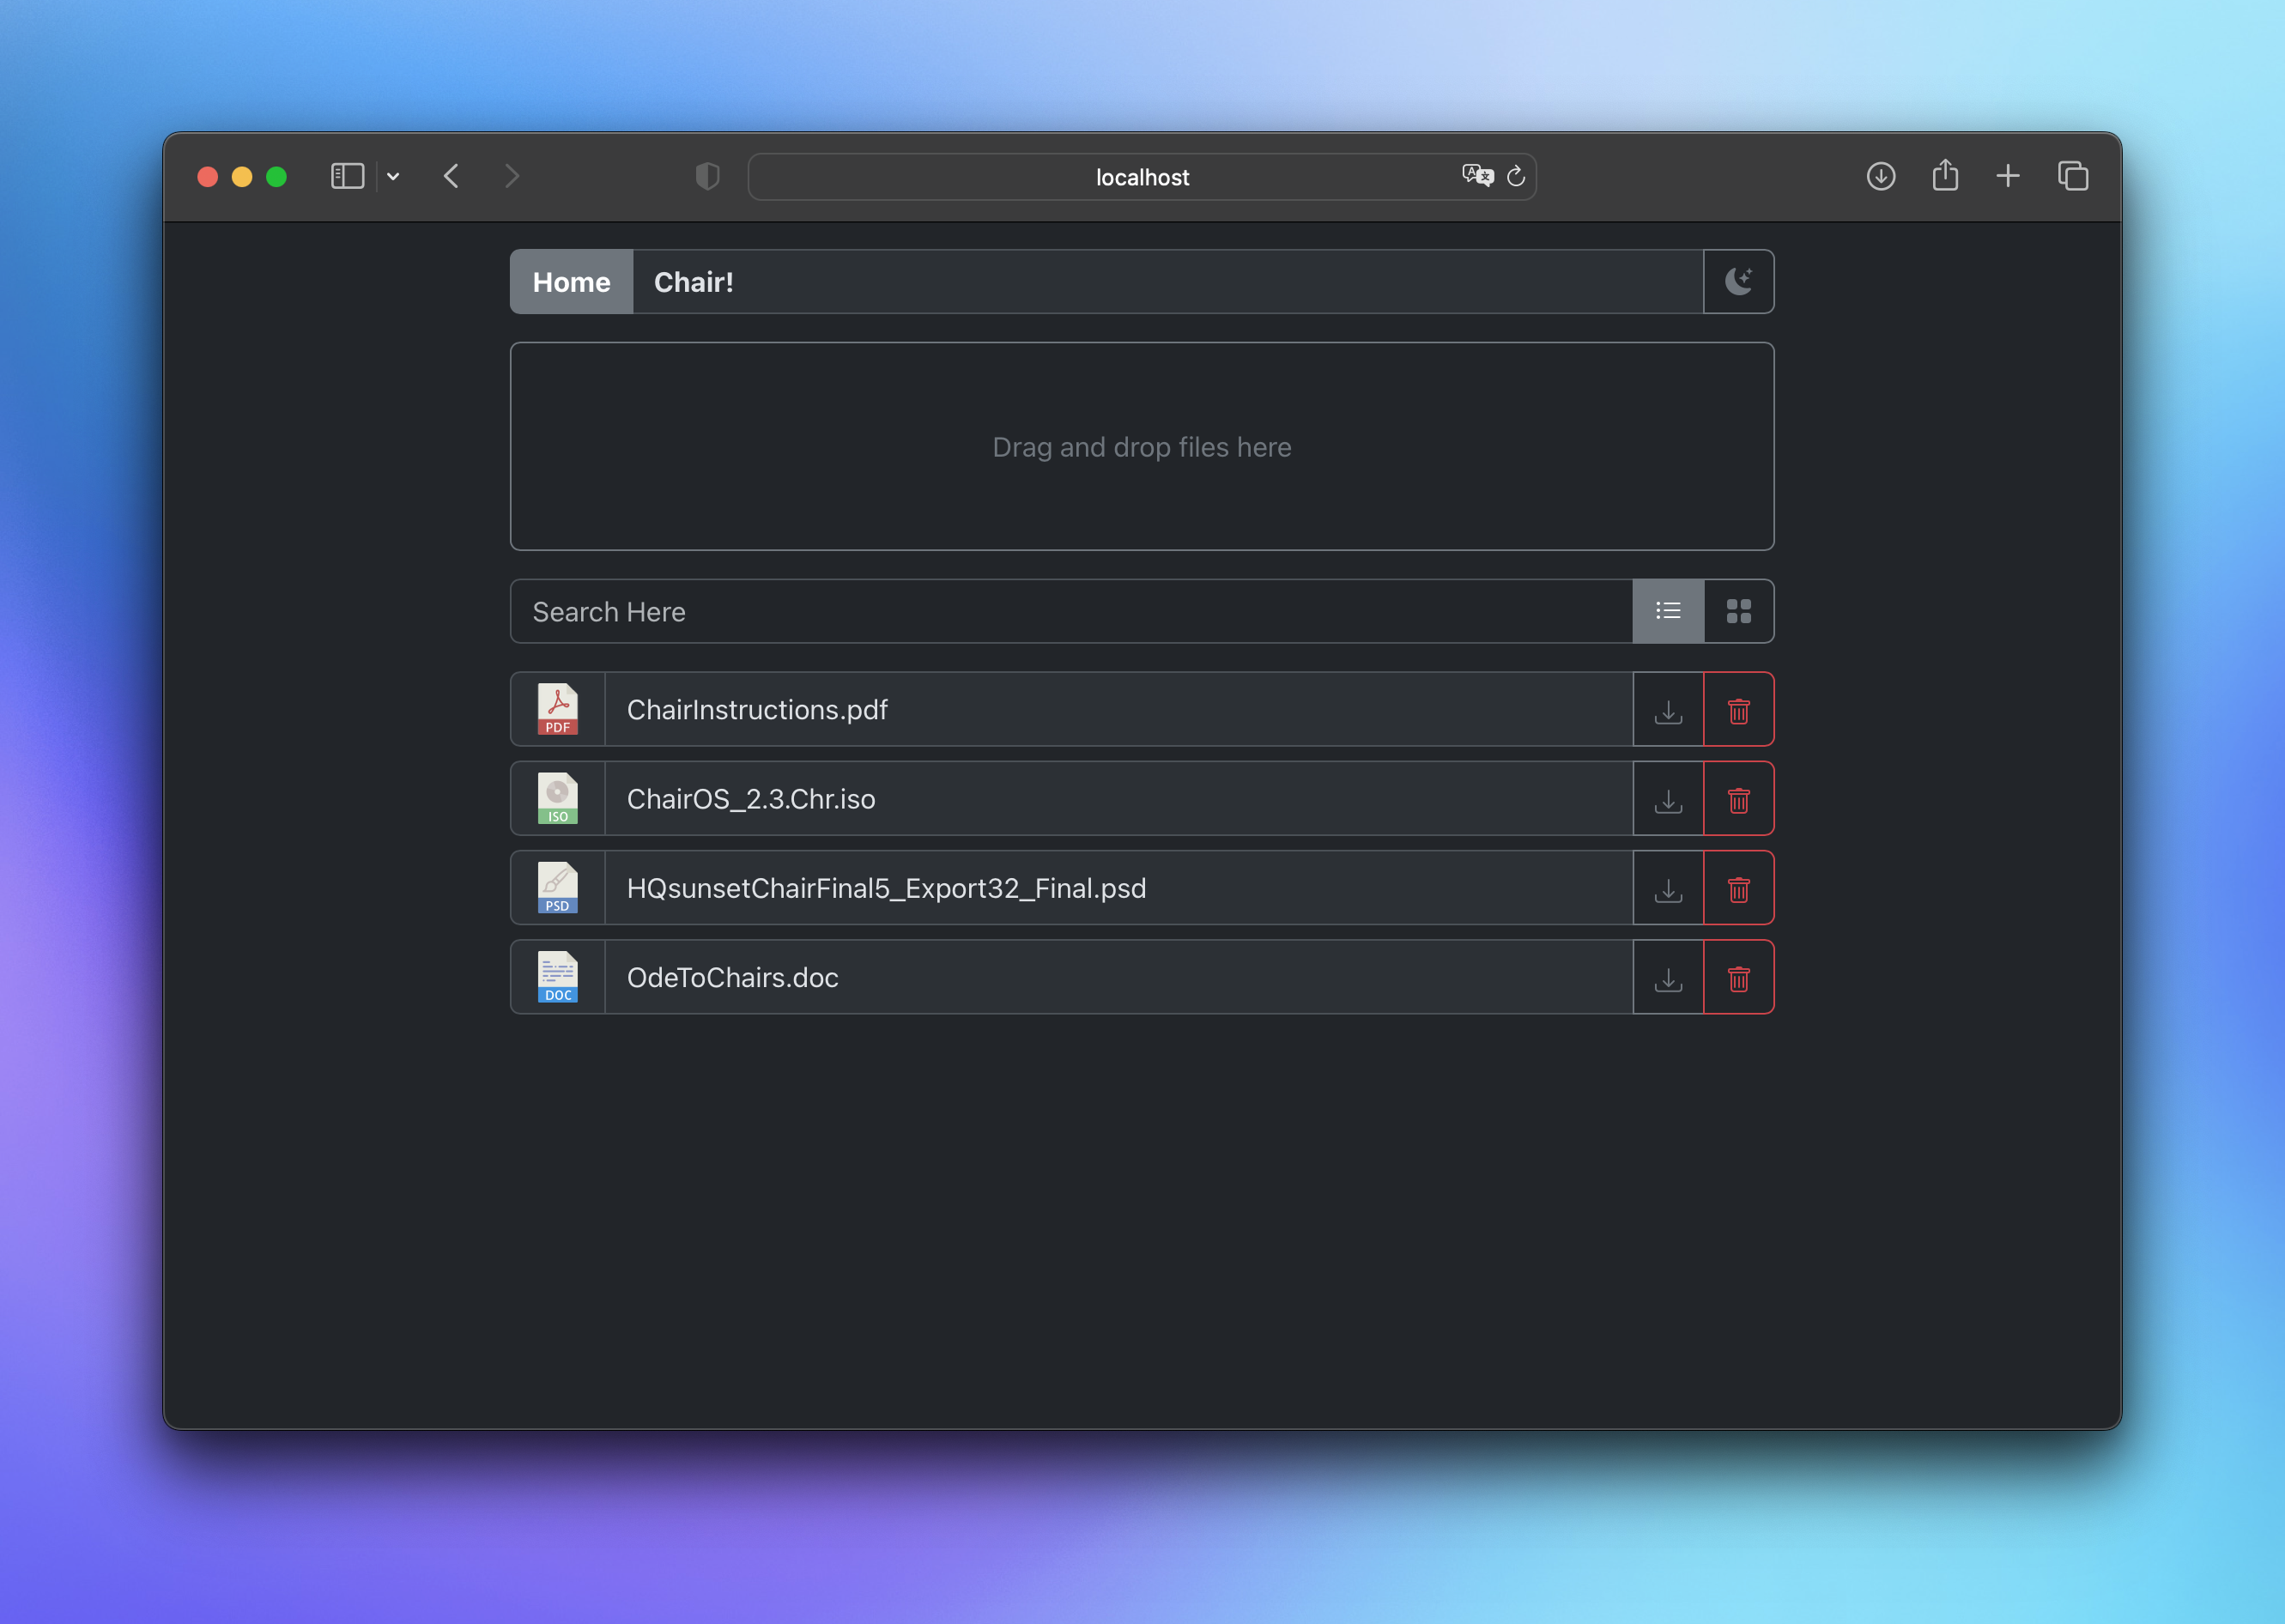 localhost
Home Chair!
Drag and drop files here
Search Here
PDF ChairInstructions.pdf
ISO ChairOS_2.3.Chr.iso
PSD HQsunsetChairFinal5_Export32_Final.psd
DOC OdeToChairs.doc